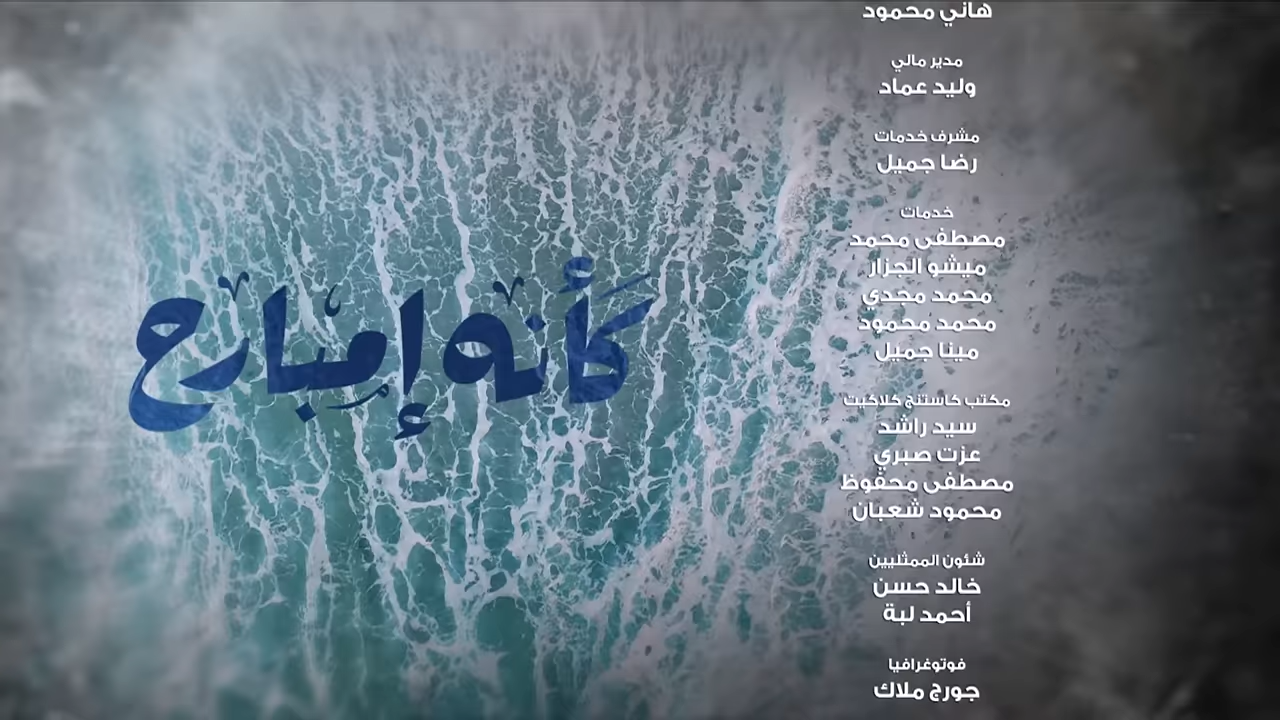 هاني محمود
مدير مالي
وليد عماد
مشرف خدمات
رضا جميل
خدمات
مصطفى محمد
ميشو الجزار
محمد مجدي
محمد محمود
مينا جميل
مكتب كاستنج كلاكيت
سيد راشد
عزت صبري
مصطفى محفوظ
محمود شعبان
شئون الممثليين
خالد حسن
أحمد لبة
فوتوغرافيا
جورج ملاك
كأنه إمبارح